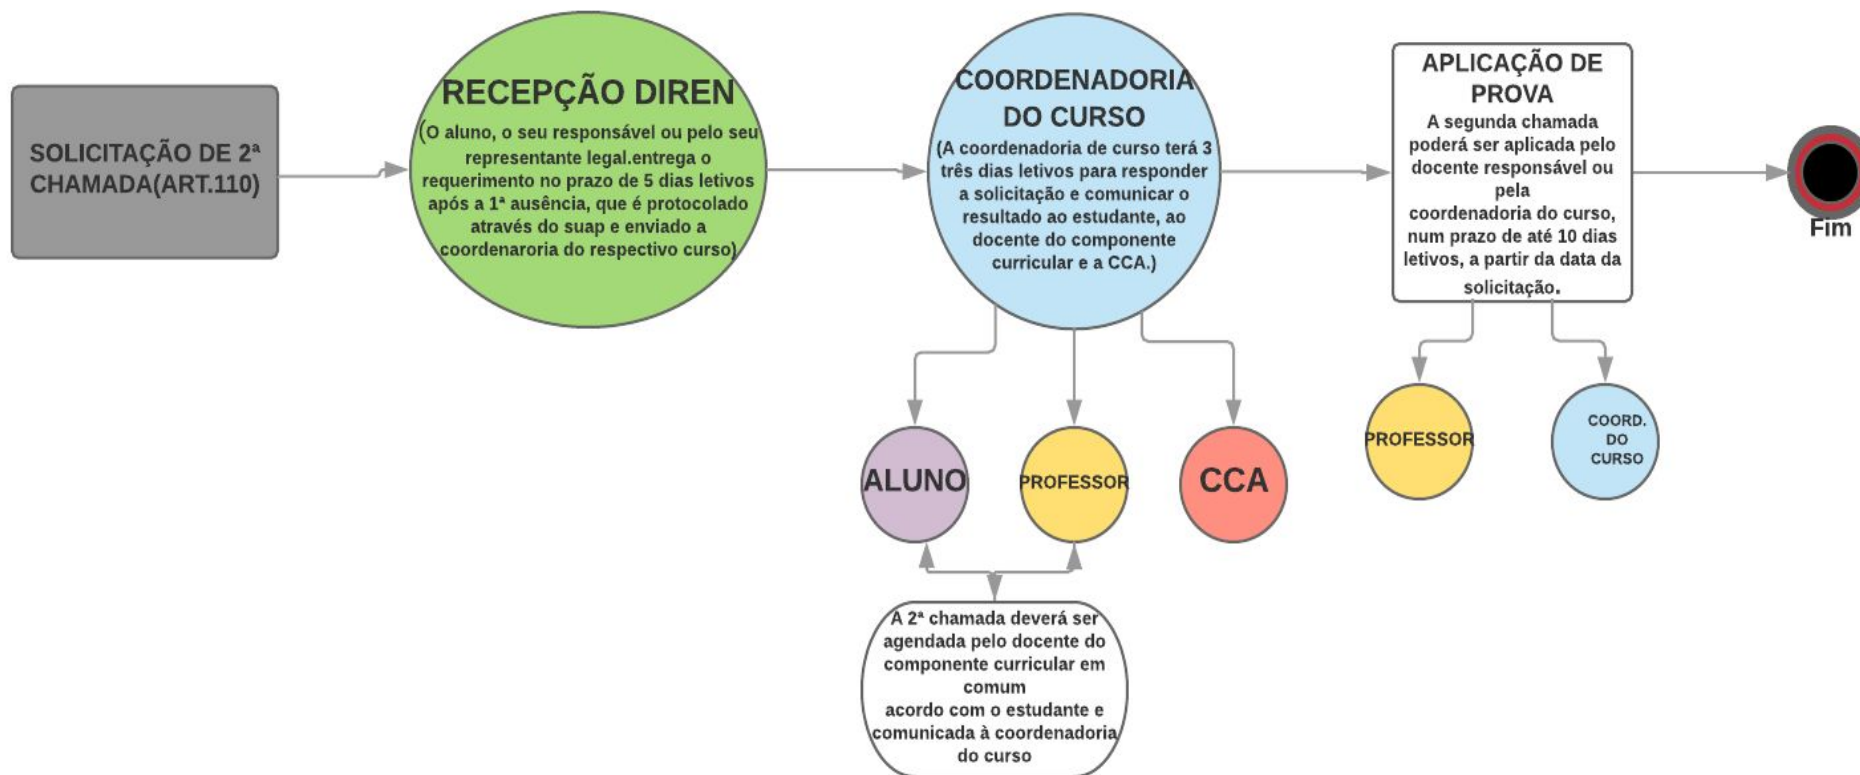 SOLICITAÇÃO DE 2ª
CHAMADA(ART.110)
RECEPÇÃO DIREN
(O aluno, o seu responsável ou pelo seu
representante legal.entrega o
requerimento no prazo de 5 dias letivos
após a 1ª ausência, que é protocolado
através do suap e enviado a
coordenaroria do respectivo curso)
COORDENADORIA
DO CURSO
(A coordenadoria de curso terá 3
três dias letivos para responder
a solicitação e comunicar o
resultado ao estudante, ao
docente do componente
curricular e a CCA.)
APLICAÇÃO DE
PROVA
A segunda chamada
poderá ser aplicada pelo
docente responsável ou
pela
coordenadoria do curso,
num prazo de até 10 dias
letivos, a partir da data da
solicitação.
Fim
ALUNO
PROFESSOR
CCA
PROFESSOR
COORD.
DO
CURSO
A 2ª chamada deverá ser
agendada pelo docente do
componente curricular em
comum
acordo com o estudante e
comunicada à coordenadoria
do curso